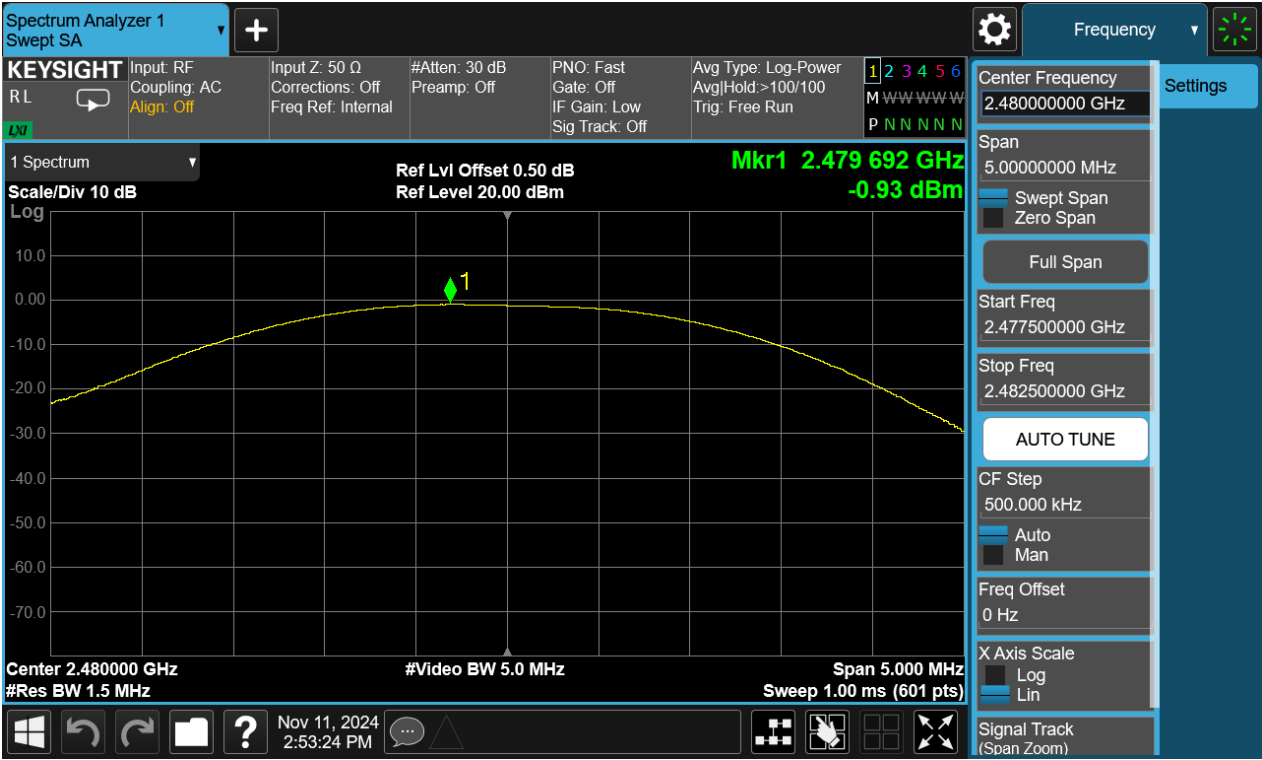 Spectrum Analyzer 1
Swept SA
Frequency
KEYSIGHT
R L
LXI
Input: RF
Coupling: AC
Align: Off
Input Z: 50 Ω
Corrections: Off
Freq Ref: Internal
#Atten: 30 dB
Preamp: Off
PNO: Fast
Gate: Off
IF Gain: Low
Sig Track: Off
Avg Type: Log-Power
Avg|Hold:>100/100
Trig: Free Run
1 2 3 4 5 6
M W W W W W
P N N N N N
1 Spectrum
Scale/Div 10 dB
Log
Ref Lvl Offset 0.50 dB
Ref Level 20.00 dBm
Mkr1 2.479 692 GHz
-0.93 dBm
1
10.0
0.00
-10.0
-20.0
-30.0
-40.0
-50.0
-60.0
-70.0
Center 2.480000 GHz
#Res BW 1.5 MHz
#Video BW 5.0 MHz
Span 5.000 MHz
Sweep 1.00 ms (601 pts)
?
Nov 11, 2024
2:53:24 PM
Center Frequency
2.480000000 GHz
Span
5.00000000 MHz
Swept Span
Zero Span
Full Span
Start Freq
2.477500000 GHz
Stop Freq
2.482500000 GHz
AUTO TUNE
CF Step
500.000 kHz
Auto
Man
Freq Offset
0 Hz
X Axis Scale
Log
Lin
Signal Track
(Span Zoom)
Settings